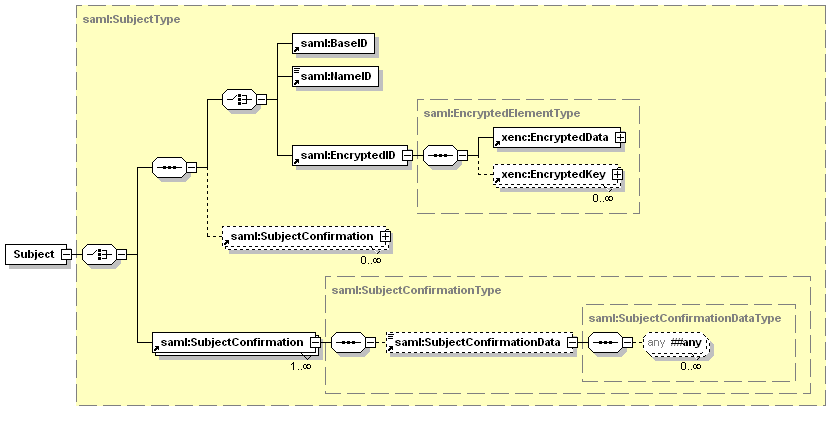 saml:SubjectType
saml:BaseID
saml:NameID
saml:EncryptedElementType
xenc:EncryptedData
saml:EncryptedID
xenc:EncryptedKey
0..∞
saml:SubjectConfirmation
0..∞
Subject
saml:SubjectConfirmationType
saml:SubjectConfirmationDataType
saml:SubjectConfirmation
saml:SubjectConfirmationData
any ##any
1..∞
0..∞